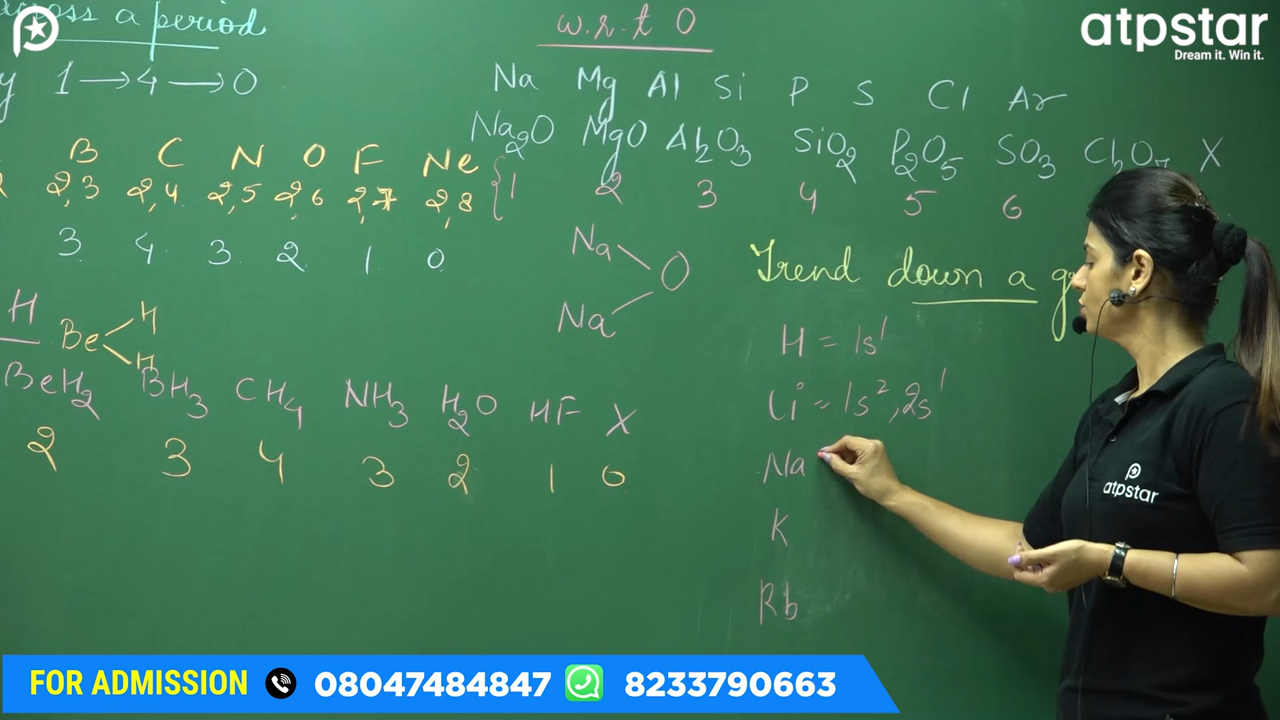 across a period
w.r.t O
atpstar
Dream it. Win it.
y 1 → 4 → 0
Na Mg Al Si P S Cl Ar
Na2O MgO Al2O3 SiO2 P2O5 SO3 Cl2O7 X
1 2 3 4 5 6
B C N O F Ne
2,3 2,4 2,5 2,6 2,7 2,8
3 4 3 2 1 0
Na
Na
O
Trend down a g
H
Be
H
H
BeH2 BH3 CH4 NH3 H2O HF X
2 3 4 3 2 1 0
H = 1s1
Li = 1s2, 2s1
Na
K
Rb
atpstar
FOR ADMISSION 08047484847 8233790663